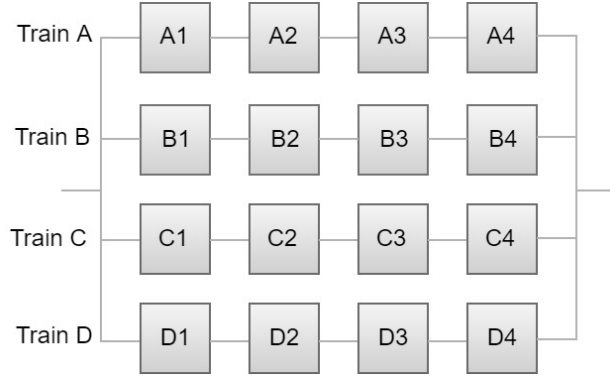 Train A A1 A2 A3 A4
Train B B1 B2 B3 B4
Train C C1 C2 C3 C4
Train D D1 D2 D3 D4